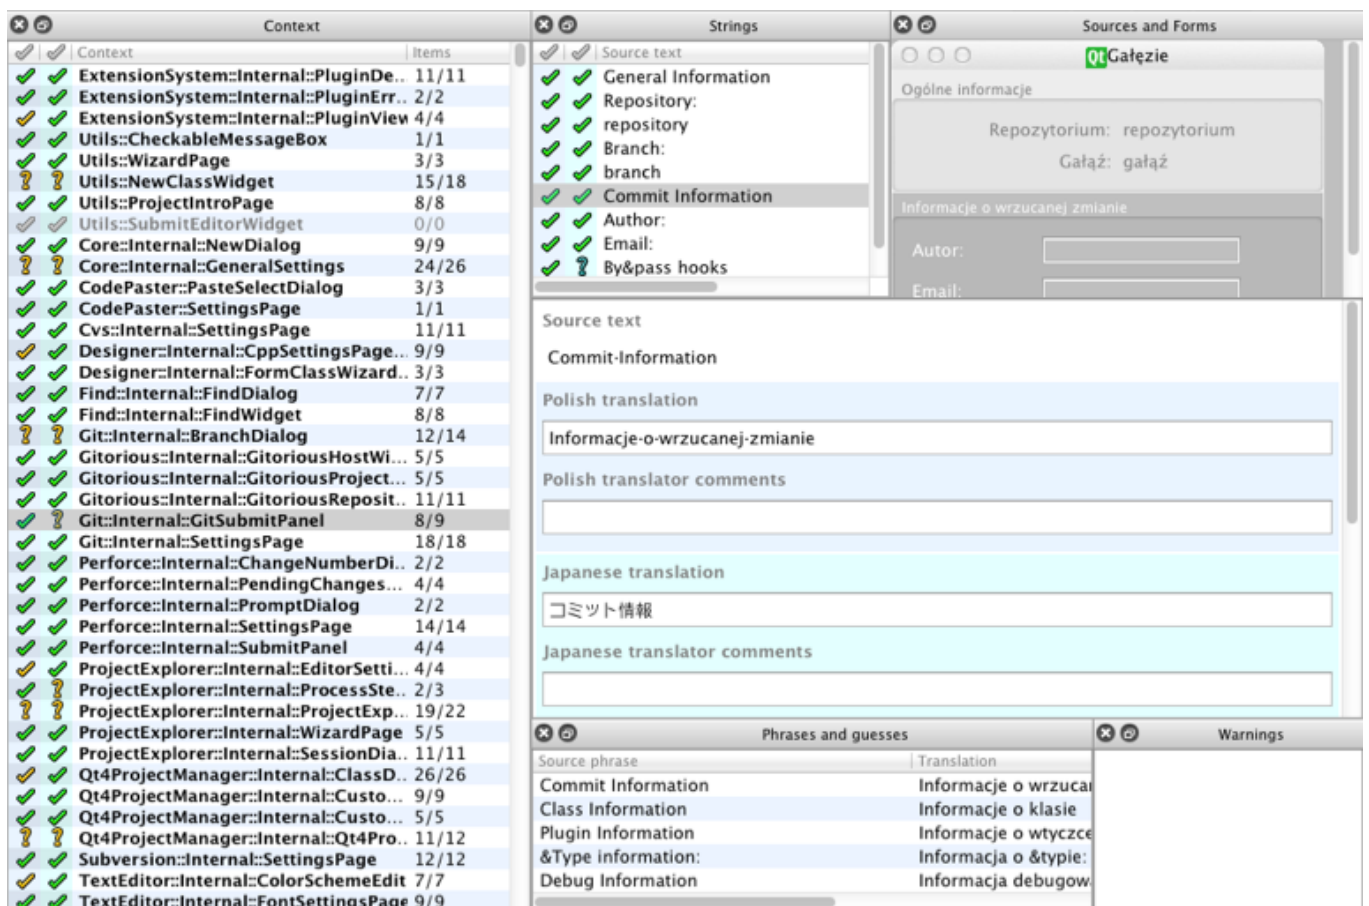 Context
Context Items
ExtensionSystem::Internal::PluginDe.. 11/11
ExtensionSystem::Internal::PluginErr.. 2/2
ExtensionSystem::Internal::PluginView 4/4
Utils::CheckableMessageBox 1/1
Utils::WizardPage 3/3
Utils::NewClassWidget 15/18
Utils::ProjectIntroPage 8/8
Utils::SubmitEditorWidget 0/0
Core::Internal::NewDialog 9/9
Core::Internal::GeneralSettings 24/26
CodePaster::PasteSelectDialog 3/3
CodePaster::SettingsPage 1/1
Cvs::Internal::SettingsPage 11/11
Designer::Internal::CppSettingsPage... 9/9
Designer::Internal::FormClassWizard.. 3/3
Find::Internal::FindDialog 7/7
Find::Internal::FindWidget 8/8
Git::Internal::BranchDialog 12/14
Gitorious::Internal::GitoriousHostWi... 5/5
Gitorious::Internal::GitoriousProject... 5/5
Gitorious::Internal::GitoriousReposit.. 11/11
Git::Internal::GitSubmitPanel 8/9
Git::Internal::SettingsPage 18/18
Perforce::Internal::ChangeNumberDi.. 2/2
Perforce::Internal::PendingChanges... 4/4
Perforce::Internal::PromptDialog 2/2
Perforce::Internal::SettingsPage 14/14
Perforce::Internal::SubmitPanel 4/4
ProjectExplorer::Internal::EditorSetti... 4/4
ProjectExplorer::Internal::ProcessSte.. 2/3
ProjectExplorer::Internal::ProjectExp... 19/22
ProjectExplorer::Internal::WizardPage 5/5
ProjectExplorer::Internal::SessionDia.. 11/11
Qt4ProjectManager::Internal::ClassD.. 26/26
Qt4ProjectManager::Internal::Custo... 9/9
Qt4ProjectManager::Internal::Custo... 5/5
Qt4ProjectManager::Internal::Qt4Pro.. 11/12
Subversion::Internal::SettingsPage 12/12
TextEditor::Internal::ColorSchemeEdit 7/7
TextEditor::Internal::FontSettingsPage 9/9
Strings
Source text
General Information
Repository:
repository
Branch:
branch
Commit Information
Author:
Email:
By&pass hooks
Sources and Forms
Qt Gałęzie
Ogólne informacje
Repozytorium: repozytorium
Gałąź: gałąź
Informacje o wrzucanej zmianie
Autor:
Email:
Source text
Commit-Information
Polish translation
Informacje-o-wrzucanej-zmianie
Polish translator comments
Japanese translation
コミット情報
Japanese translator comments
Phrases and guesses
Source phrase Translation
Commit Information Informacje o wrzucan
Class Information Informacje o klasie
Plugin Information Informacje o wtyczce
&Type information: Informacja o &typie:
Debug Information Informacja debugow
Warnings